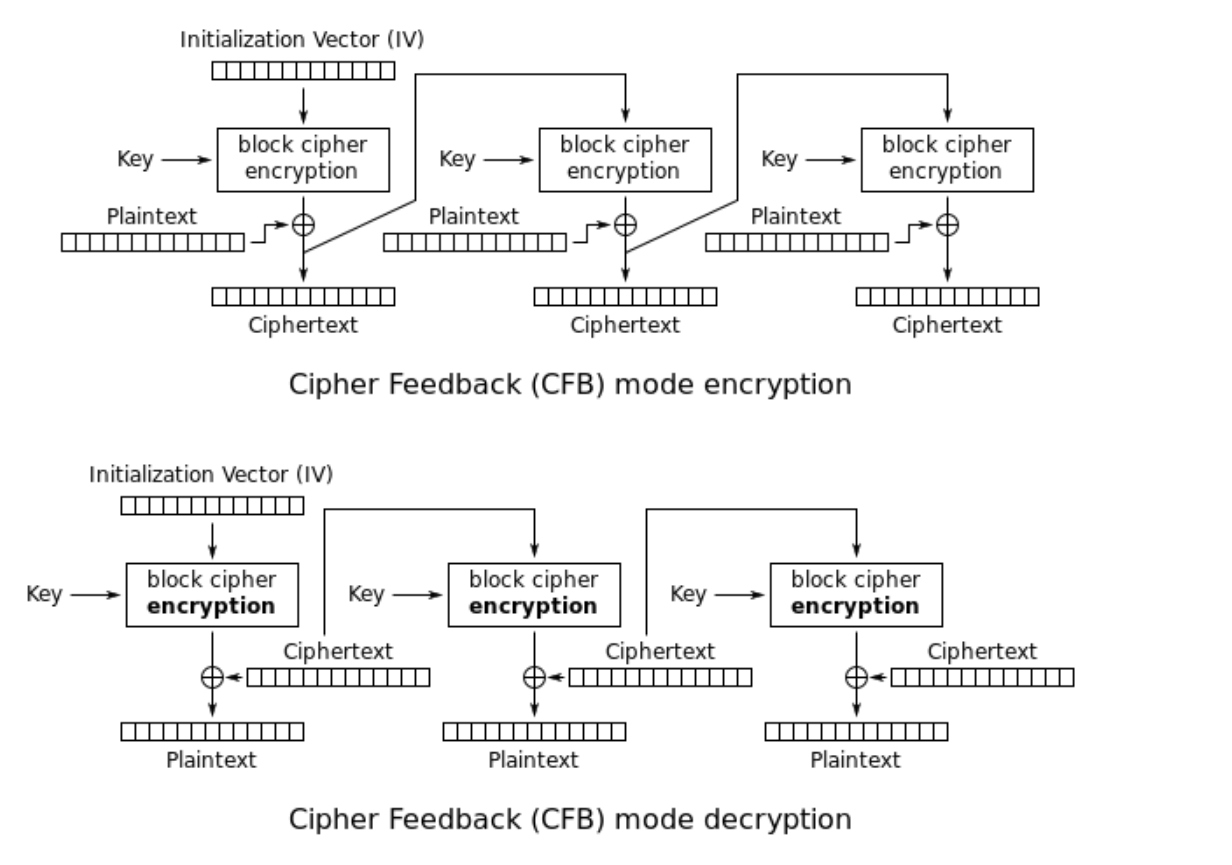 Initialization Vector (IV)
block cipher
encryption
block cipher
encryption
block cipher
encryption
Key
Key
Key
Plaintext
Plaintext
Plaintext
Ciphertext
Ciphertext
Ciphertext
Cipher Feedback (CFB) mode encryption
Initialization Vector (IV)
block cipher
encryption
block cipher
encryption
block cipher
encryption
Key
Key
Key
Ciphertext
Ciphertext
Ciphertext
Plaintext
Plaintext
Plaintext
Cipher Feedback (CFB) mode decryption